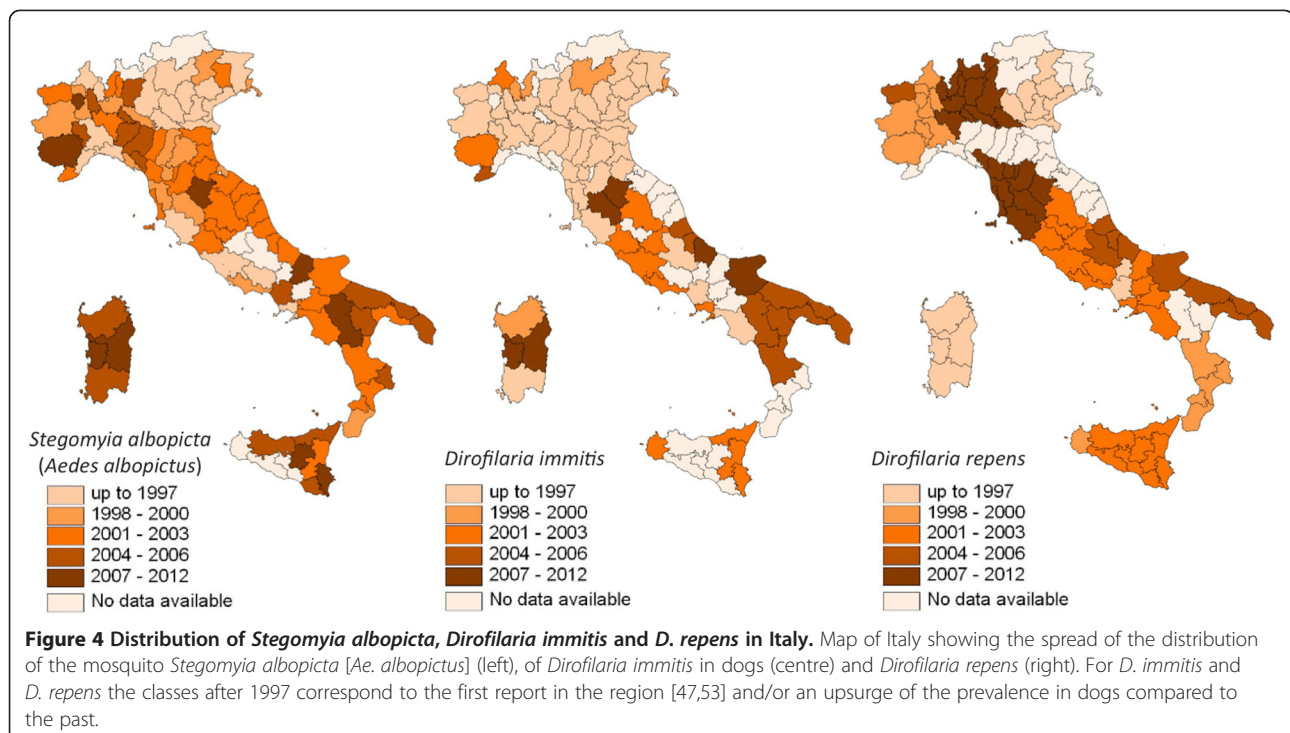 Stegomyia albopicta
(Aedes albopictus)
up to 1997
1998 - 2000
2001 - 2003
2004 - 2006
2007 - 2012
No data available
Dirofilaria immitis
up to 1997
1998 - 2000
2001 - 2003
2004 - 2006
2007 - 2012
No data available
Dirofilaria repens
up to 1997
1998 - 2000
2001 - 2003
2004 - 2006
2007 - 2012
No data available
Figure 4 Distribution of Stegomyia albopicta, Dirofilaria immitis and D. repens in Italy. Map of Italy showing the spread of the distribution
of the mosquito Stegomyia albopicta [Ae. albopictus] (left), of Dirofilaria immitis in dogs (centre) and Dirofilaria repens (right). For D. immitis and
D. repens the classes after 1997 correspond to the first report in the region [47,53] and/or an upsurge of the prevalence in dogs compared to
the past.